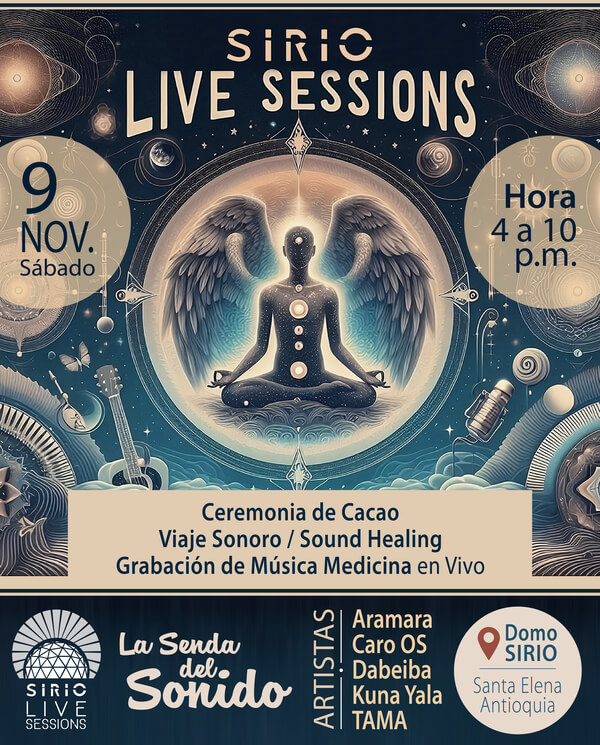 SIRIO
LIVE SESSIONS
9
NOV.
Sábado
Hora
4 a 10
p.m.
Ceremonia de Cacao
Viaje Sonoro / Sound Healing
Grabación de Música Medicina en Vivo
SIRIO
LIVE
SESSIONS
La Senda
del
Sonido
ARTISTAS
Aramara
Caro OS
Dabeiba
Kuna Yala
TAMA
Domo
SIRIO
Santa Elena
Antioquia